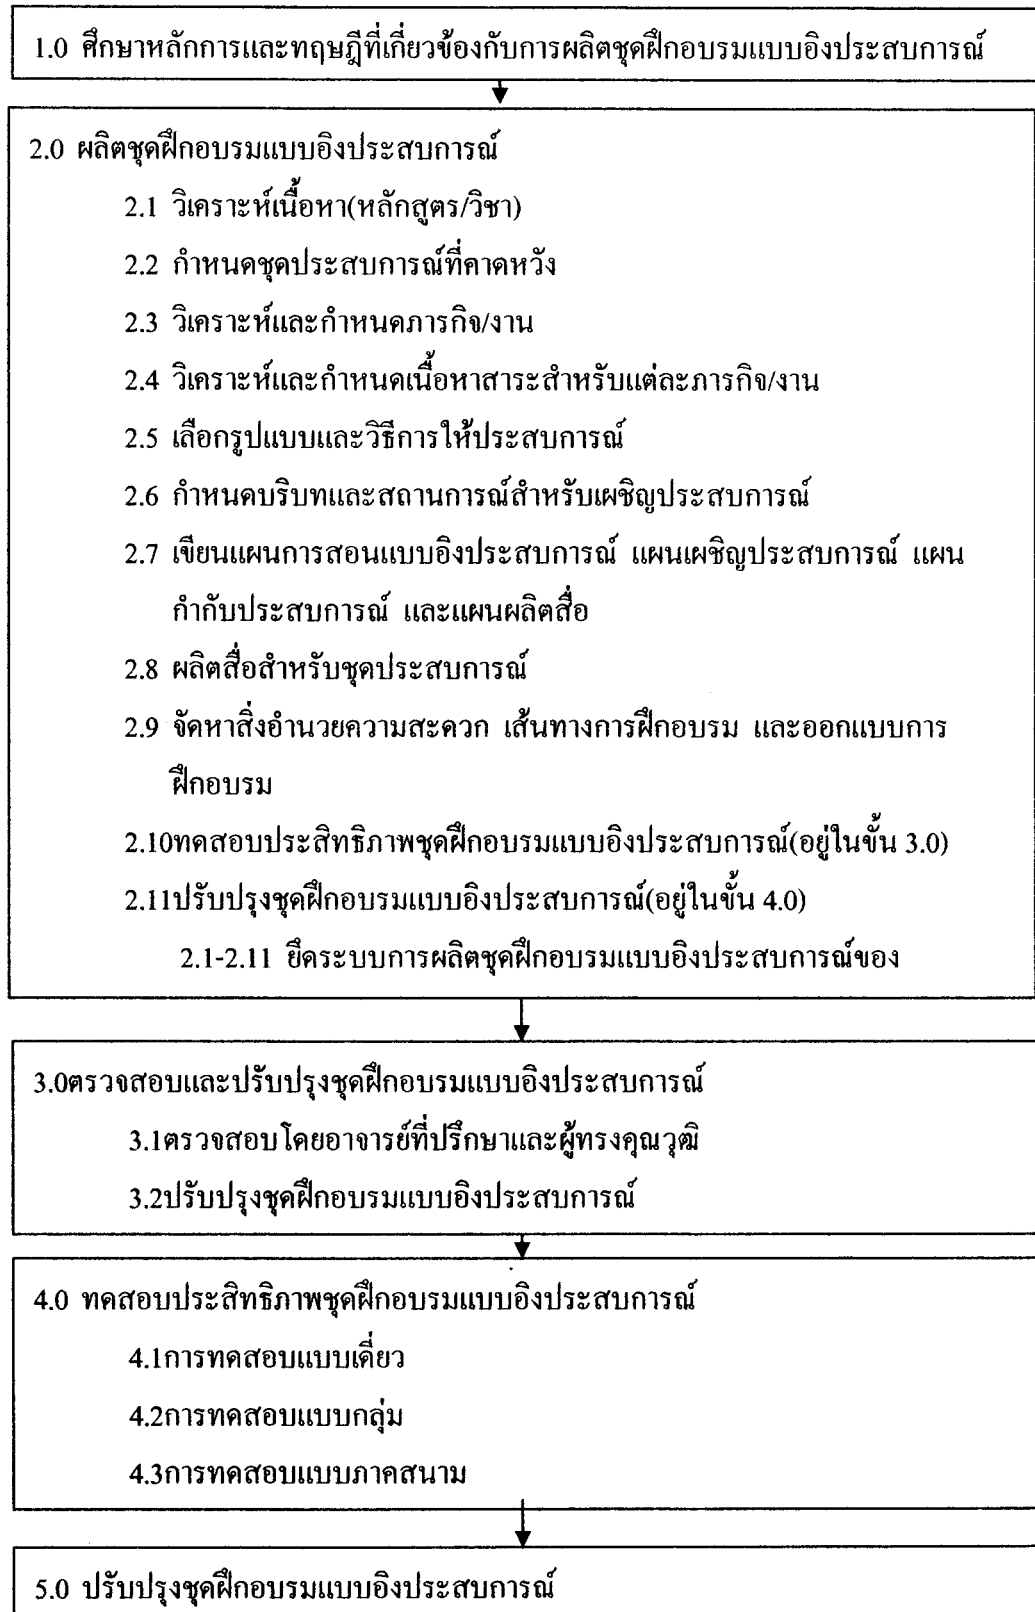 1.0 ศึกษาหลักการและทฤษฎีที่เกี่ยวข้องกับการผลิตชุดฝึกอบรมแบบอิงประสบการณ์
2.0 ผลิตชุดฝึกอบรมแบบอิงประสบการณ์
2.1 วิเคราะห์เนื้อหา(หลักสูตร/วิชา)
2.2 กำหนดชุดประสบการณ์ที่คาดหวัง
2.3 วิเคราะห์และกำหนดภารกิจ/งาน
2.4 วิเคราะห์และกำหนดเนื้อหาสาระสำหรับแต่ละภารกิจ/งาน
2.5 เลือกรูปแบบและวิธีการให้ประสบการณ์
2.6 กำหนดบริบทและสถานการณ์สำหรับเผชิญประสบการณ์
2.7 เขียนแผนการสอนแบบอิงประสบการณ์ แผนเผชิญประสบการณ์ แผน
กำกับประสบการณ์ และแผนผลิตสื่อ
2.8 ผลิตสื่อสำหรับชุดประสบการณ์
2.9 จัดหาสิ่งอำนวยความสะดวก เส้นทางการฝึกอบรม และออกแบบการ
ฝึกอบรม
2.10ทดสอบประสิทธิภาพชุดฝึกอบรมแบบอิงประสบการณ์(อยู่ในขั้น 3.0)
2.11ปรับปรุงชุดฝึกอบรมแบบอิงประสบการณ์(อยู่ในขั้น 4.0)
2.1-2.11 ยึดระบบการผลิตชุดฝึกอบรมแบบอิงประสบการณ์ของ
3.0ตรวจสอบและปรับปรุงชุดฝึกอบรมแบบอิงประสบการณ์
3.1ตรวจสอบโดยอาจารย์ที่ปรึกษาและผู้ทรงคุณวุฒิ
3.2ปรับปรุงชุดฝึกอบรมแบบอิงประสบการณ์
4.0 ทดสอบประสิทธิภาพชุดฝึกอบรมแบบอิงประสบการณ์
4.1การทดสอบแบบเดี่ยว
4.2การทดสอบแบบกลุ่ม
4.3การทดสอบแบบภาคสนาม
5.0 ปรับปรุงชุดฝึกอบรมแบบอิงประสบการณ์